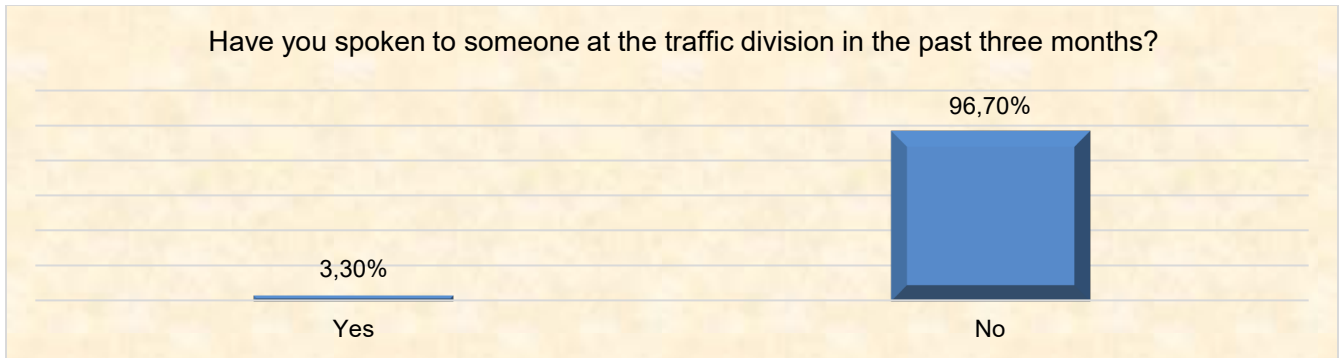 Have you spoken to someone at the traffic division in the past three months?
96,70%
3,30%
Yes
No